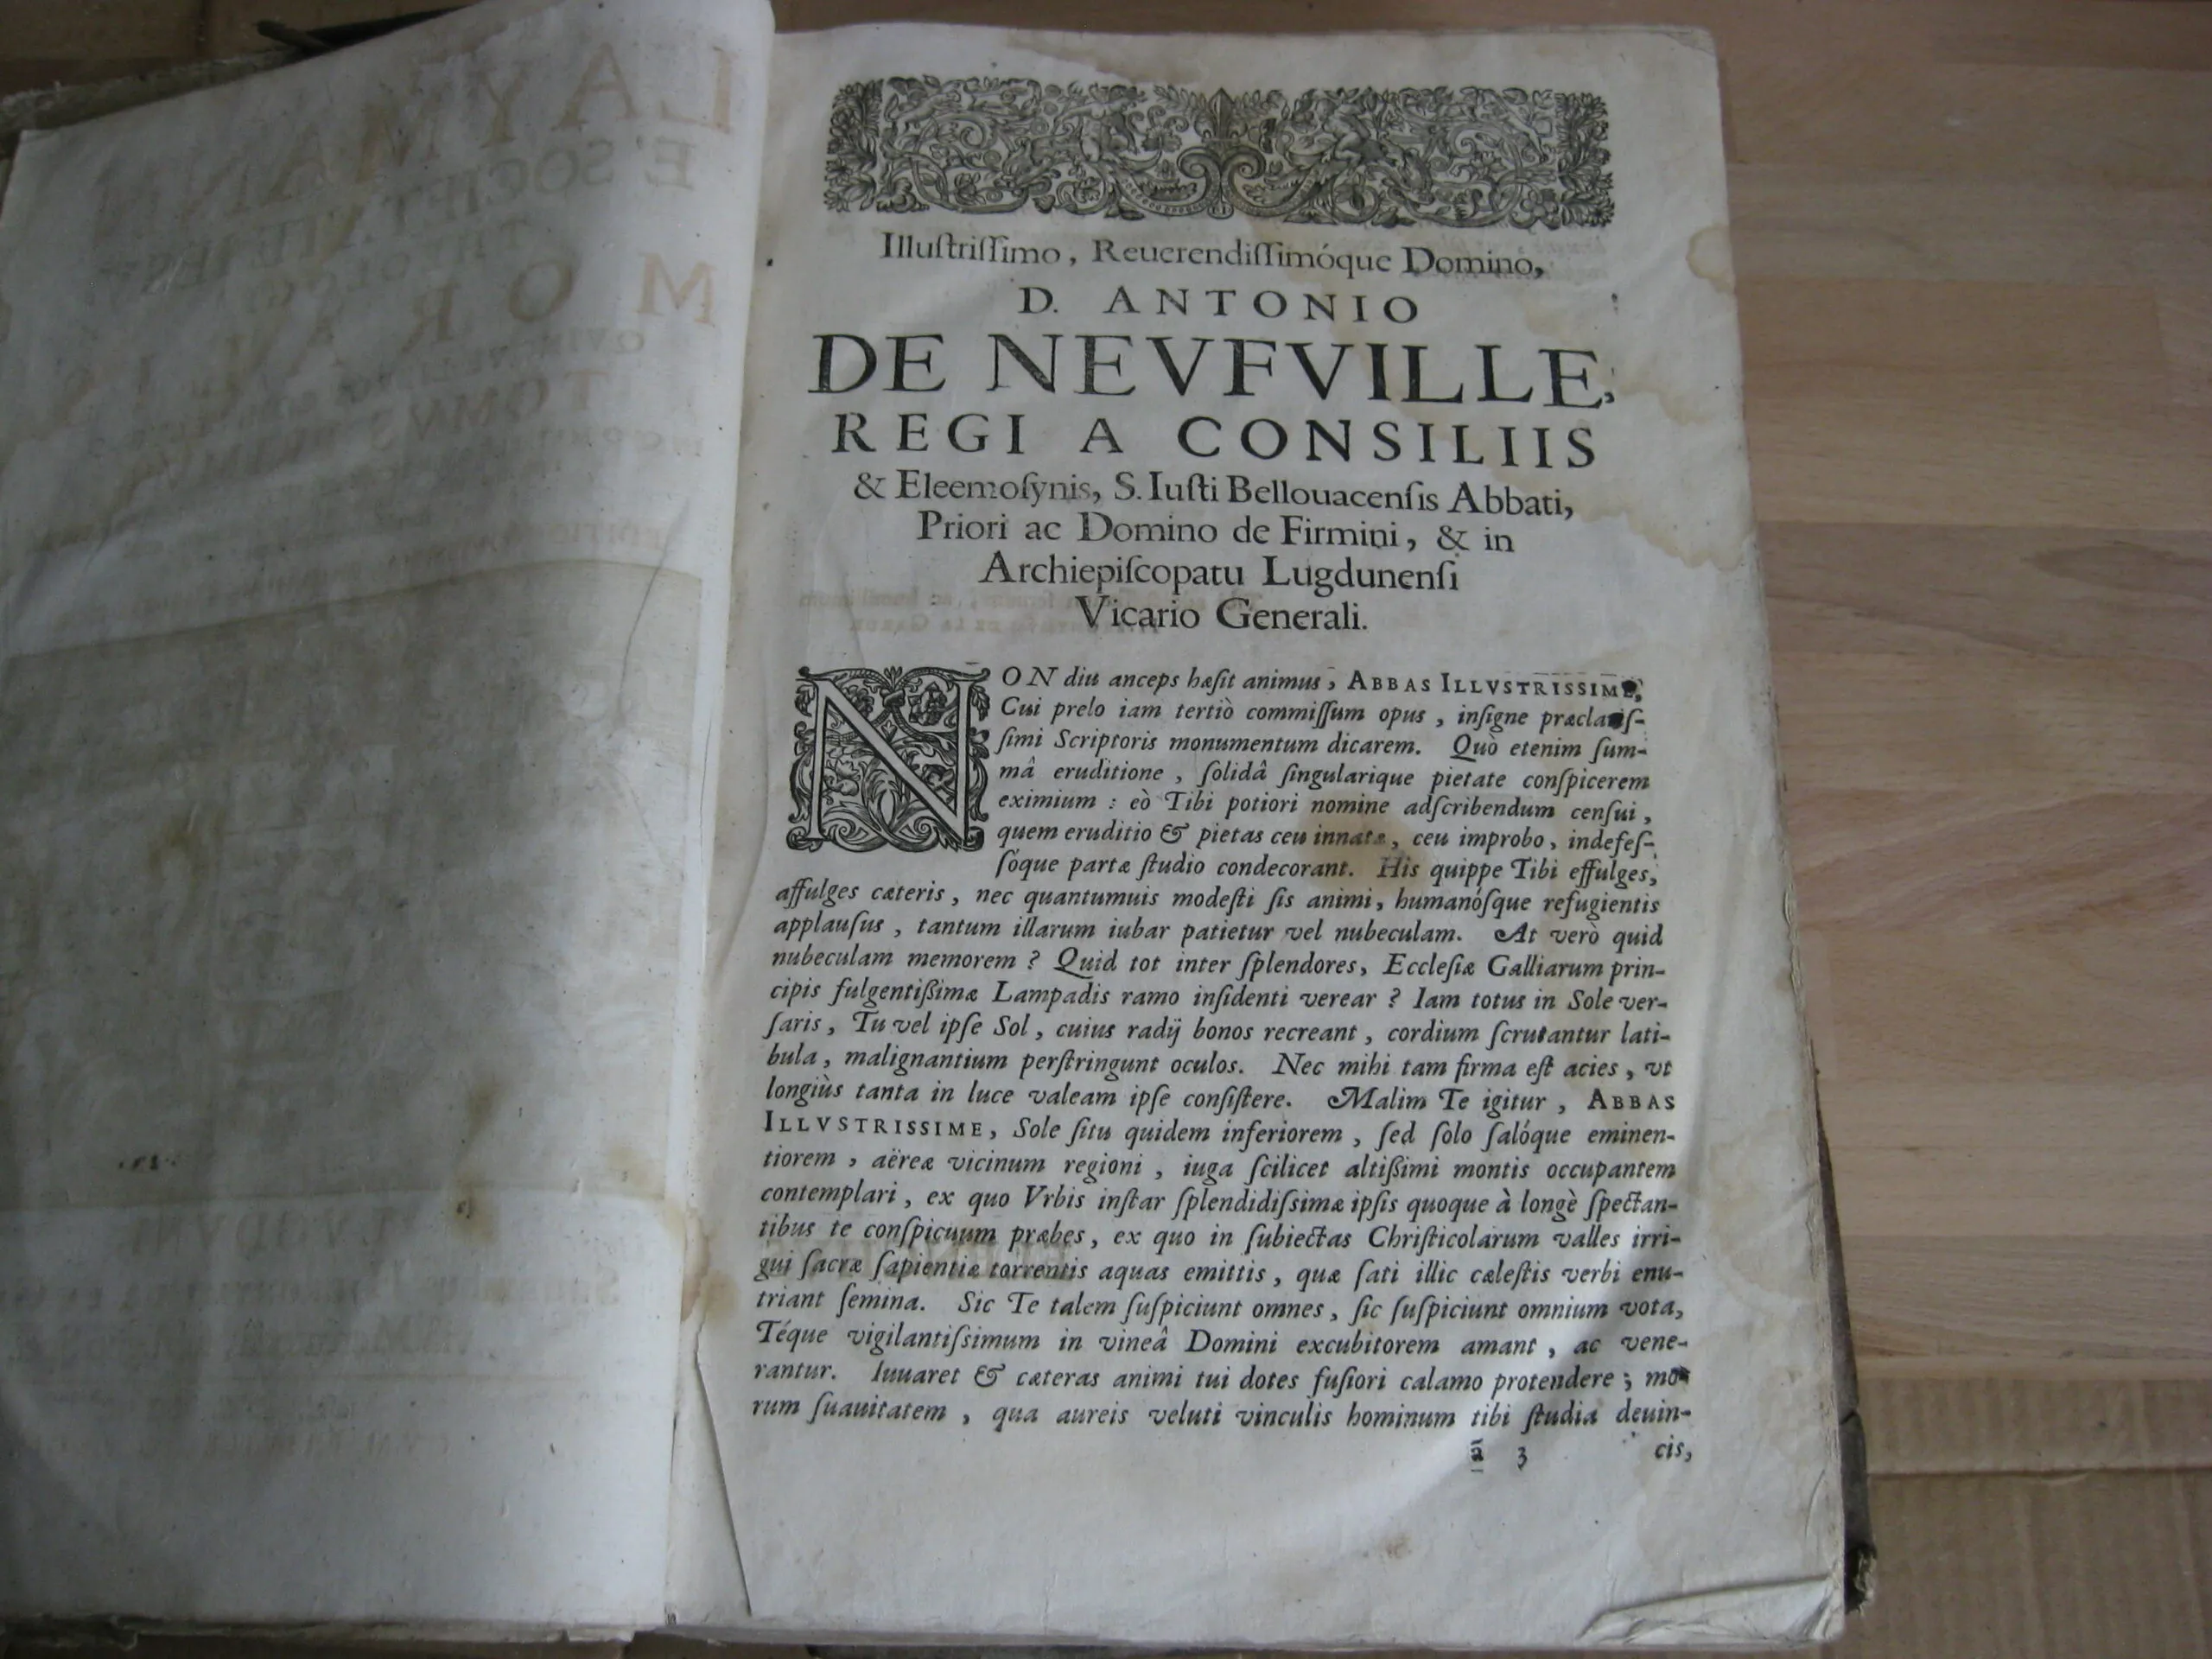 Illuſtriſſimo, Reuerendiſſimóque Domino,
D. ANTONIO
DE NEVFVILLE,
REGI A CONSILIIS
& Eleemoſynis, S. Iuſti Bellouacenſis Abbati,
Priori ac Domino de Firmini, & in
Archiepiſcopatu Lugdunenſi
Vicario Generali.
NON diu anceps hæſit animus, ABBAS ILLVSTRISSIME,
Cui prelo iam tertiò commiſſum opus, inſigne præclariſ-
ſimi Scriptoris monumentum dicarem. Quò etenim ſum-
mâ eruditione, ſolidâ ſingularique pietate conſpicerem
eximium : eò Tibi potiori nomine adſcribendum cenſui,
quem eruditio & pietas ceu innatæ, ceu improbo, indefeſ-
ſóque partæ ſtudio condecorant. His quippe Tibi effulges,
affulges cæteris, nec quantumuis modeſti ſis animi, humanóſque refugientis
applauſus, tantum illarum iubar patietur vel nubeculam. At verò quid
nubeculam memorem ? Quid tot inter ſplendores, Eccleſiæ Galliarum prin-
cipis fulgentißimæ Lampadis ramo inſidenti verear ? Iam totus in Sole ver-
ſaris, Tu vel ipſe Sol, cuius radij bonos recreant, cordium ſcrutantur lati-
bula, malignantium perſtringunt oculos. Nec mihi tam firma eſt acies, vt
longiùs tanta in luce valeam ipſe conſiſtere. Malim Te igitur, ABBAS
ILLVSTRISSIME, Sole ſitu quidem inferiorem, ſed ſolo ſalóque eminen-
tiorem, aëreæ vicinum regioni, iuga ſcilicet altißimi montis occupantem
contemplari, ex quo Vrbis inſtar ſplendidiſsimæ ipſis quoque à longè ſpectan-
tibus te conſpicuum præbes, ex quo in ſubiectas Chriſticolarum valles irri-
gui ſacræ ſapientiæ torrentis aquas emittis, quæ ſati illic cæleſtis verbi enu-
triant ſemina. Sic Te talem ſuſpiciunt omnes, ſic ſuſpiciunt omnium vota,
Téque vigilantiſsimum in vineâ Domini excubitorem amant, ac vene-
rantur. Iuuaret & cæteras animi tui dotes fuſiori calamo protendere ; mo-
rum ſuauitatem, qua aureis veluti vinculis hominum tibi ſtudia deuin-
ã 3 cis,